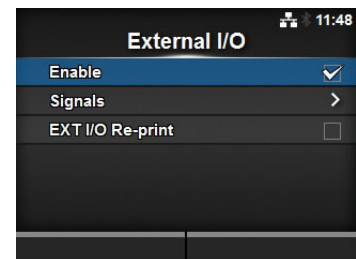 11:48
External I/O
Enable
Signals
EXT I/O Re-print